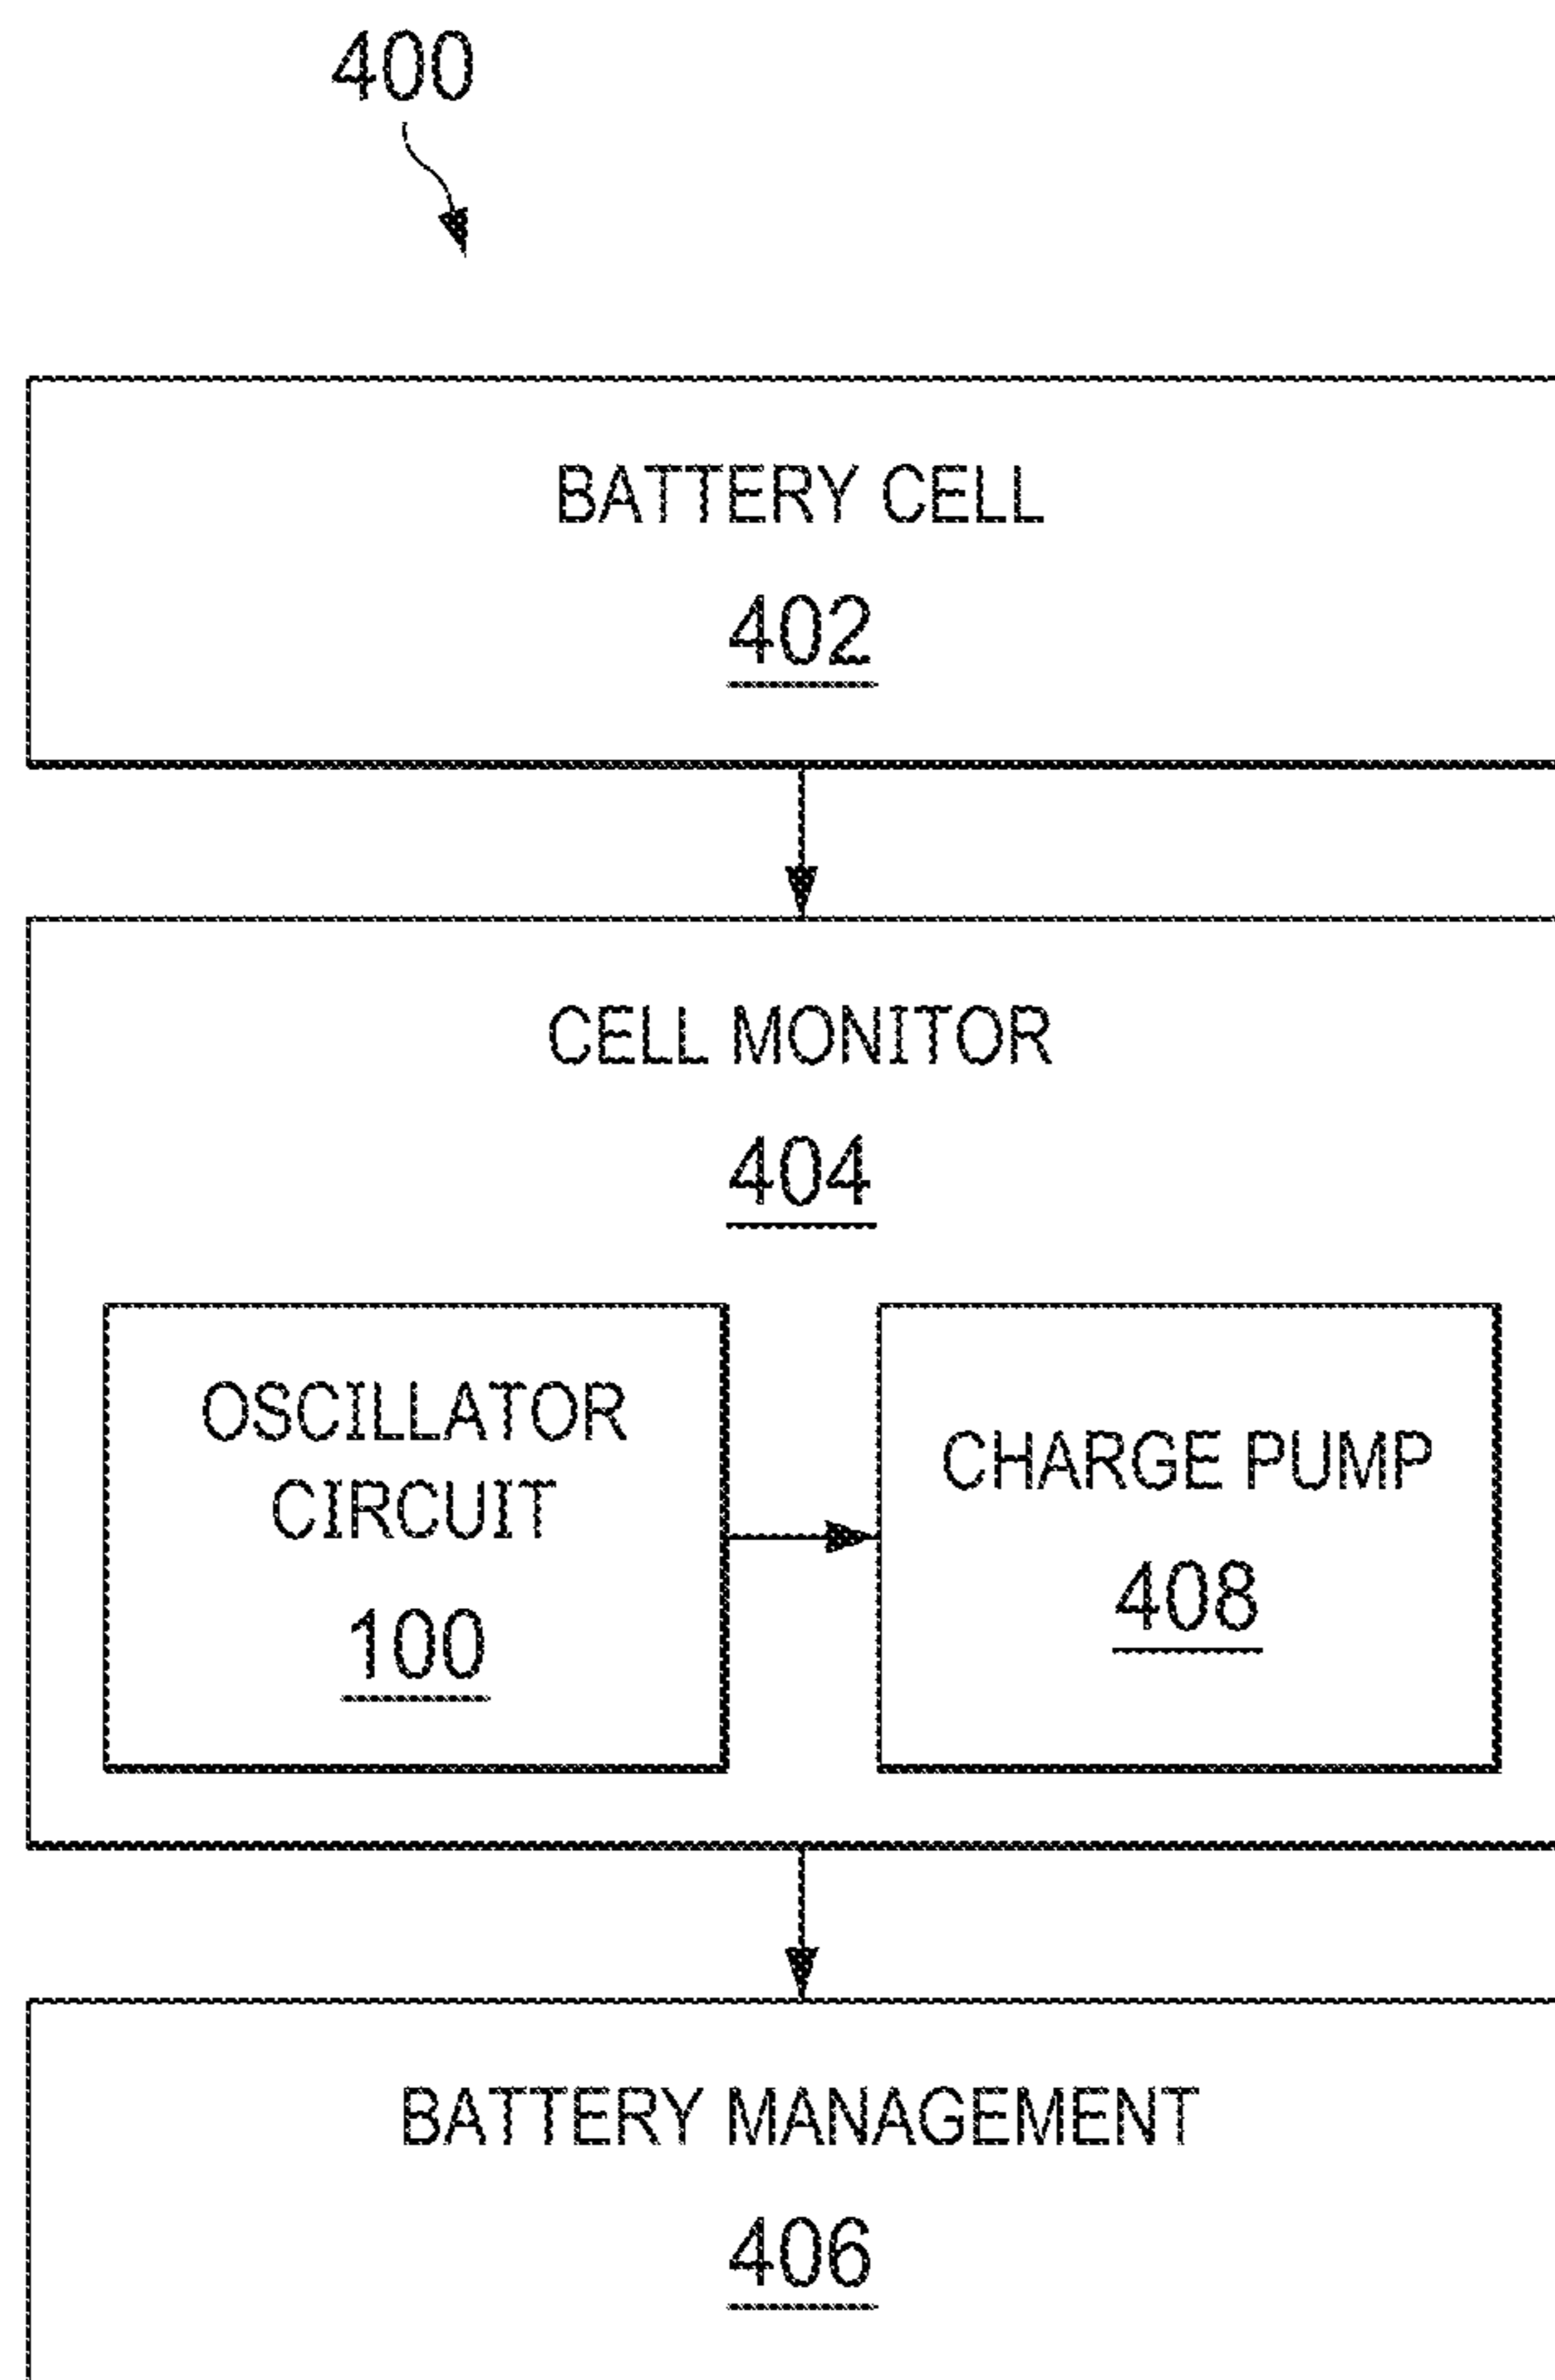 400
BATTERY CELL
402
CELL MONITOR
404
OSCILLATOR
CIRCUIT
100
CHARGE PUMP
408
BATTERY MANAGEMENT
406